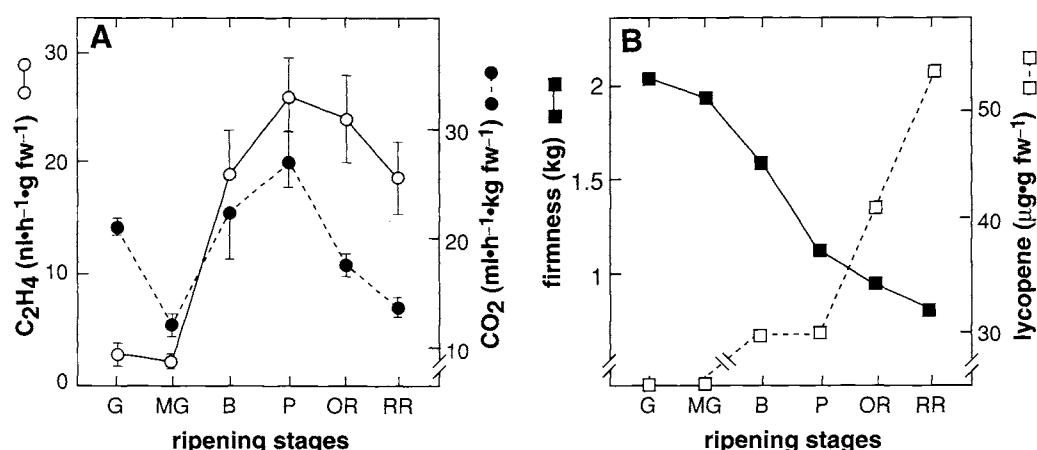 A
C2H4 (nl•h–1•g fw–1)
30
20
10
0
CO2 (ml•h–1•kg fw–1)
30
20
10
G MG B P OR RR
ripening stages
B
firmness (kg)
2
1.5
1
lycopene (μg•g fw–1)
50
40
30
G MG B P OR RR
ripening stages